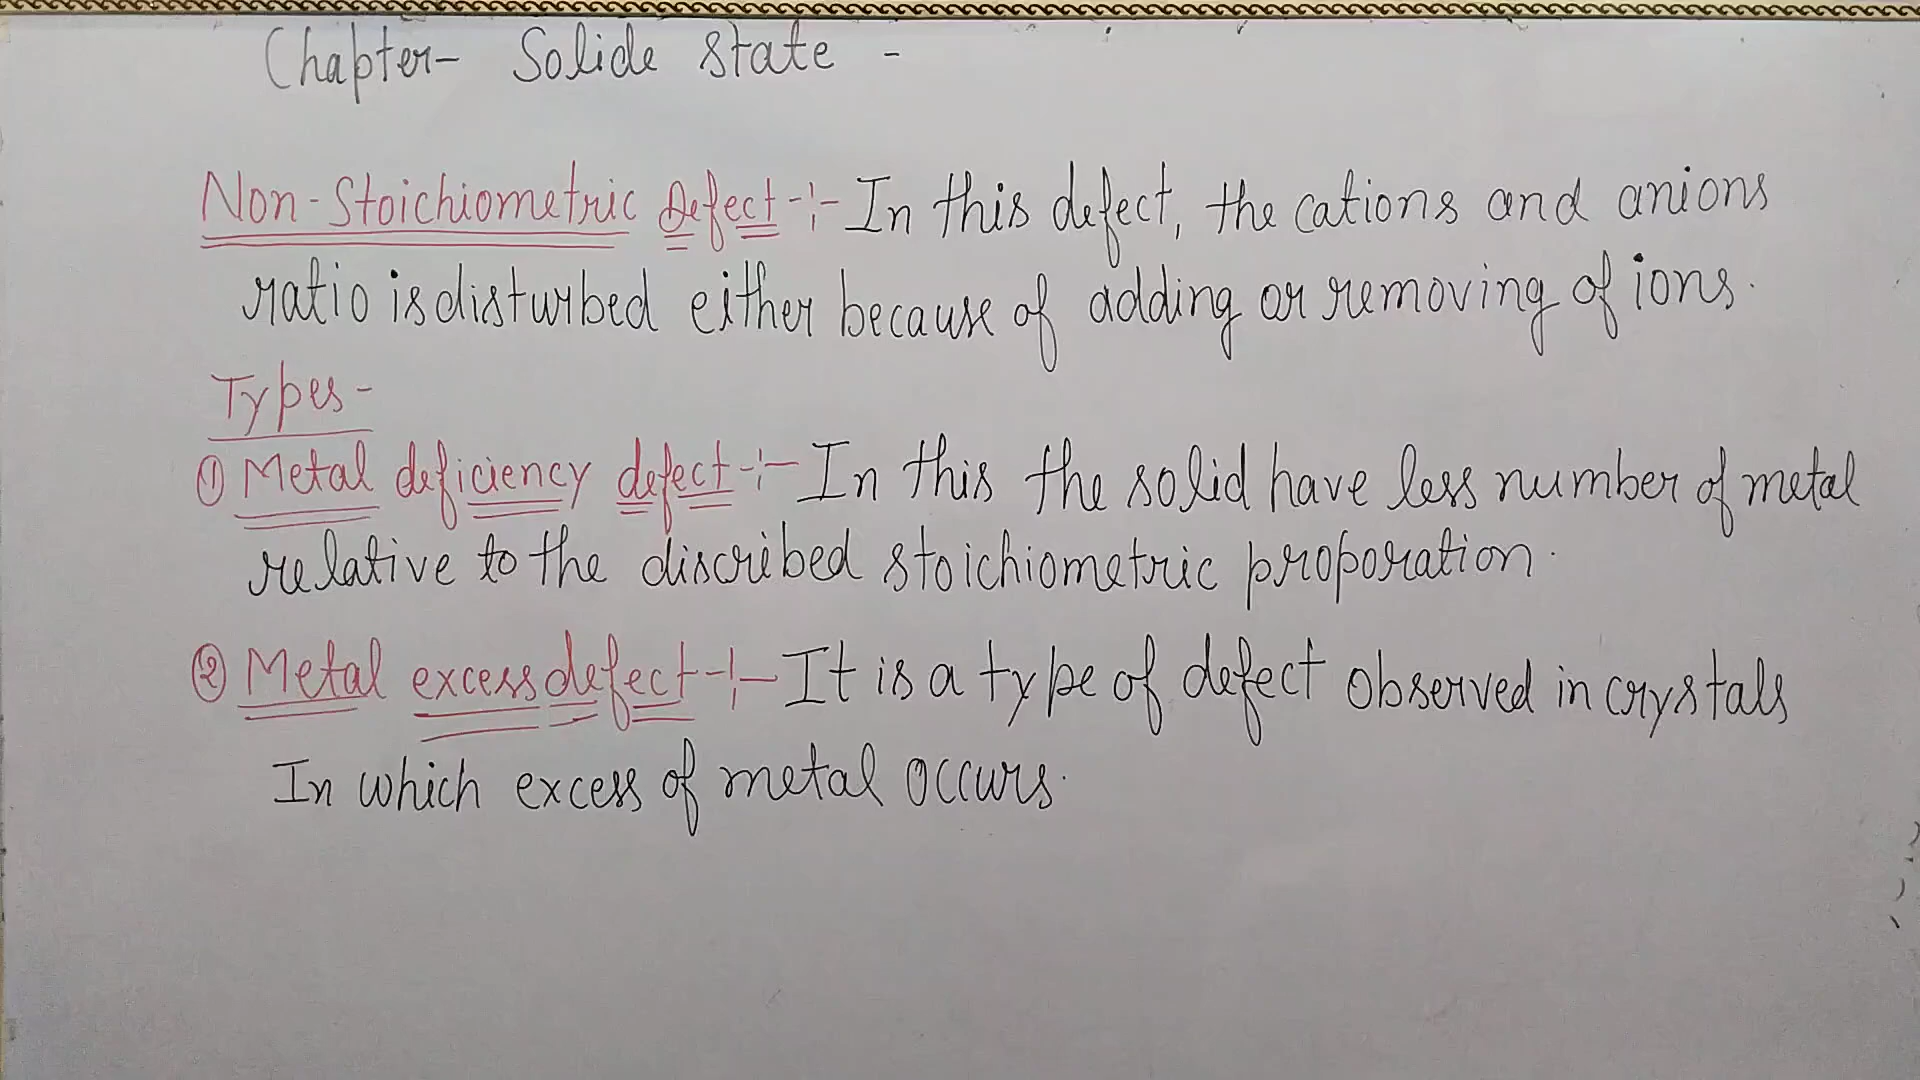 Chapter- Solide state -
Non-Stoichiometric Defect -:- In this defect, the cations and anions
ratio is disturbed either because of adding or removing of ions.
Types-
① Metal deficiency defect -:- In this the solid have less number of metal
relative to the discribed stoichiometric proporation.
② Metal excess defect -:- It is a type of defect observed in crystals
In which excess of metal occurs.